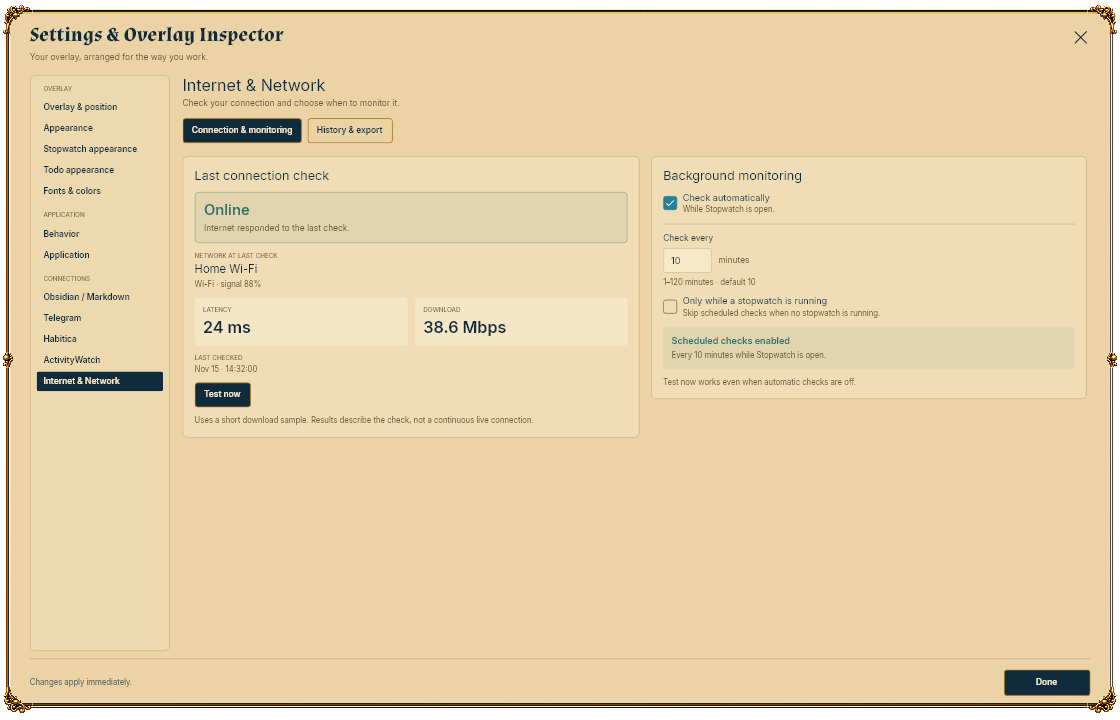 Settings & Overlay Inspector
Your overlay, arranged for the way you work.
OVERLAY
Overlay & position
Appearance
Stopwatch appearance
Todo appearance
Fonts & colors
APPLICATION
Behavior
Application
CONNECTIONS
Obsidian / Markdown
Telegram
Habitica
ActivityWatch
Internet & Network
Internet & Network
Check your connection and choose when to monitor it.
Connection & monitoring
History & export
Last connection check
Online
Internet responded to the last check.
NETWORK AT LAST CHECK
Home Wi-Fi
Wi-Fi · signal 88%
LATENCY
24 ms
DOWNLOAD
38.6 Mbps
LAST CHECKED
Nov 15 · 14:32:00
Test now
Uses a short download sample. Results describe the check, not a continuous live connection.
Background monitoring
Check automatically
While Stopwatch is open.
Check every
10 minutes
1–120 minutes · default 10
Only while a stopwatch is running
Skip scheduled checks when no stopwatch is running.
Scheduled checks enabled
Every 10 minutes while Stopwatch is open.
Test now works even when automatic checks are off.
Changes apply immediately.
Done